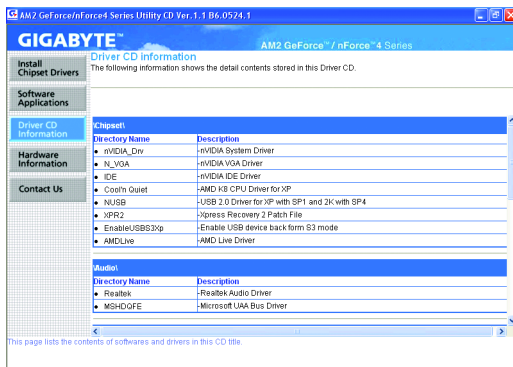 AM2 GeForce/nForce4 Series Utility CD Ver.1.1 B6.0524.1
GIGABYTE™
AM2 GeForce™/ nForce™4 Series
Install
Chipset Drivers
Software
Applications
Driver CD
Information
Hardware
Information
Contact Us
Driver CD information
The following information shows the detail contents stored in this Driver CD.
\Chipset\
Directory Name Description
• nVIDIA_Drv -nVIDIA System Driver
• N_VGA -nVIDIA VGA Driver
• IDE -nVIDIA IDE Driver
• Cool'n Quiet -AMD K8 CPU Driver for XP
• NUSB -USB 2.0 Driver for XP with SP1 and 2K with SP4
• XPR2 -Xpress Recovery 2 Patch File
• EnableUSBS3Xp -Enable USB device back form S3 mode
• AMDLive -AMD Live Driver
\Audio\
Directory Name Description
• Realtek -Realtek Audio Driver
• MSHDQFE -Microsoft UAA Bus Driver
This page lists the contents of softwares and drivers in this CD title.